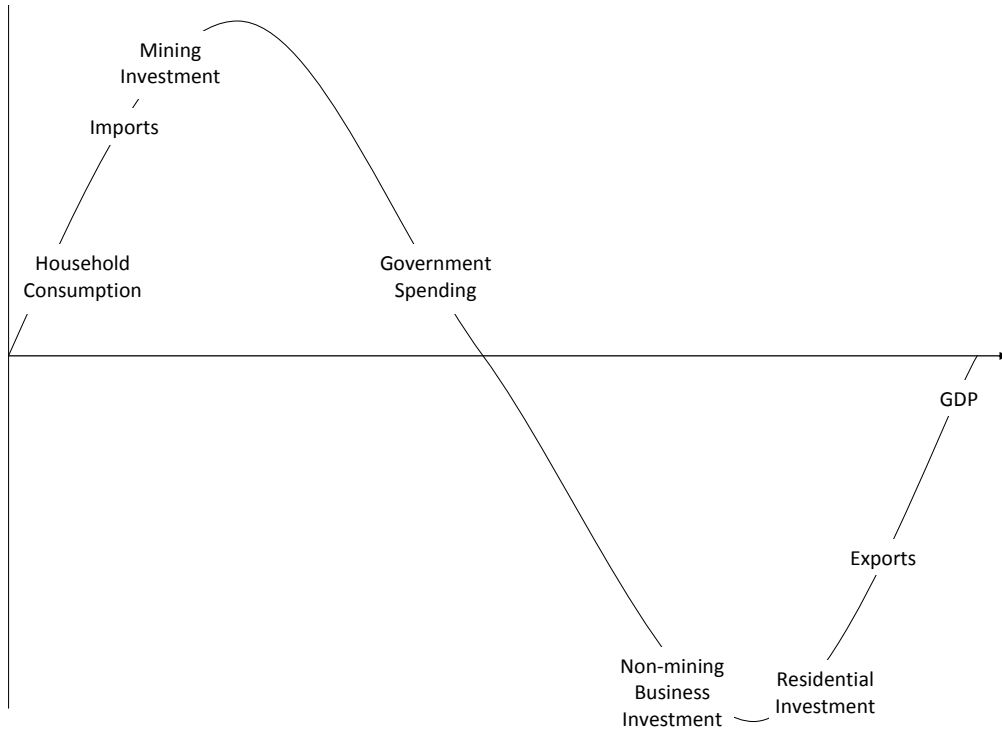 Mining
Investment
Imports
Household
Consumption
Government
Spending
GDP
Exports
Non-mining
Business
Investment
Residential
Investment